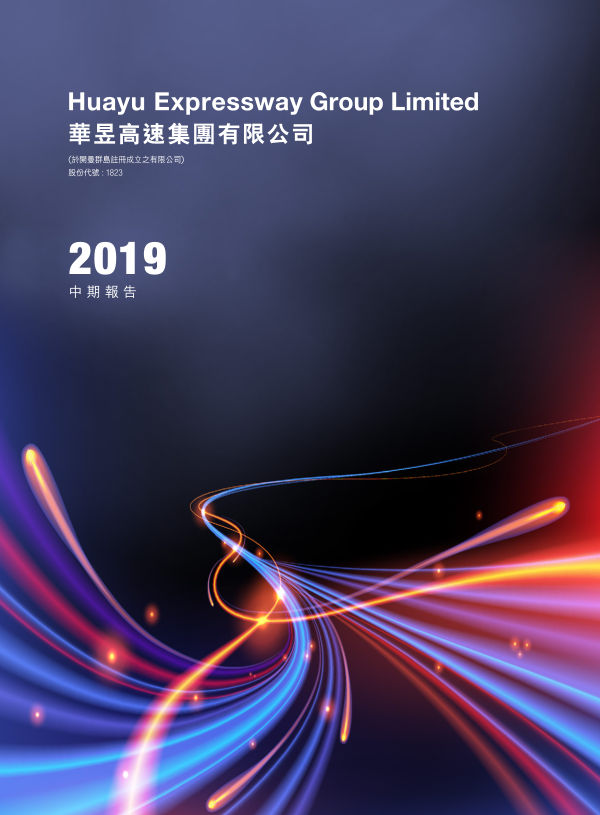 Huayu Expressway Group Limited
華昱高速集團有限公司
(於開曼群島註冊成立之有限公司)
股份代號 : 1823
2019
中期報告